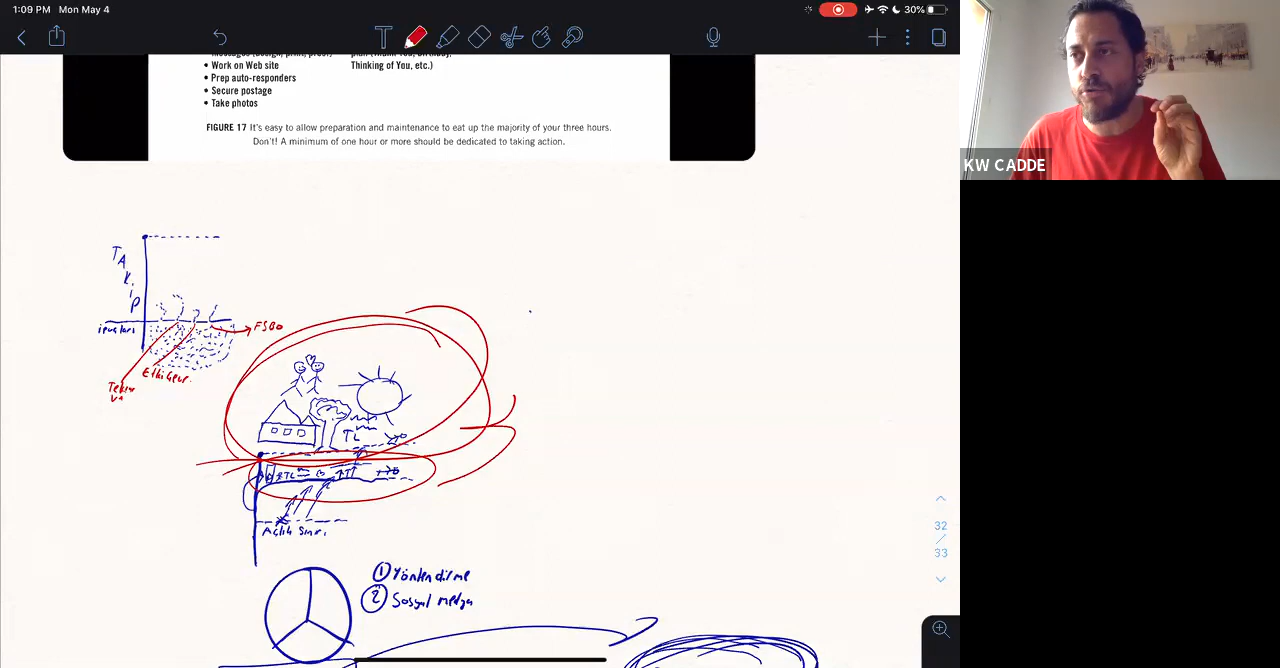 1:09 PM Mon May 4
30%
• Work on Web site
Thinking of You, etc.)
• Prep auto-responders
• Secure postage
• Take photos
FIGURE 17 It's easy to allow preparation and maintenance to eat up the majority of your three hours.
Don't! A minimum of one hour or more should be dedicated to taking action.
KW CADDE
TAKiP
ipuçları
FSBO
TL
TL
Açlık Sınırı
32
/
33
① Yönlendirme
② Sosyal medya